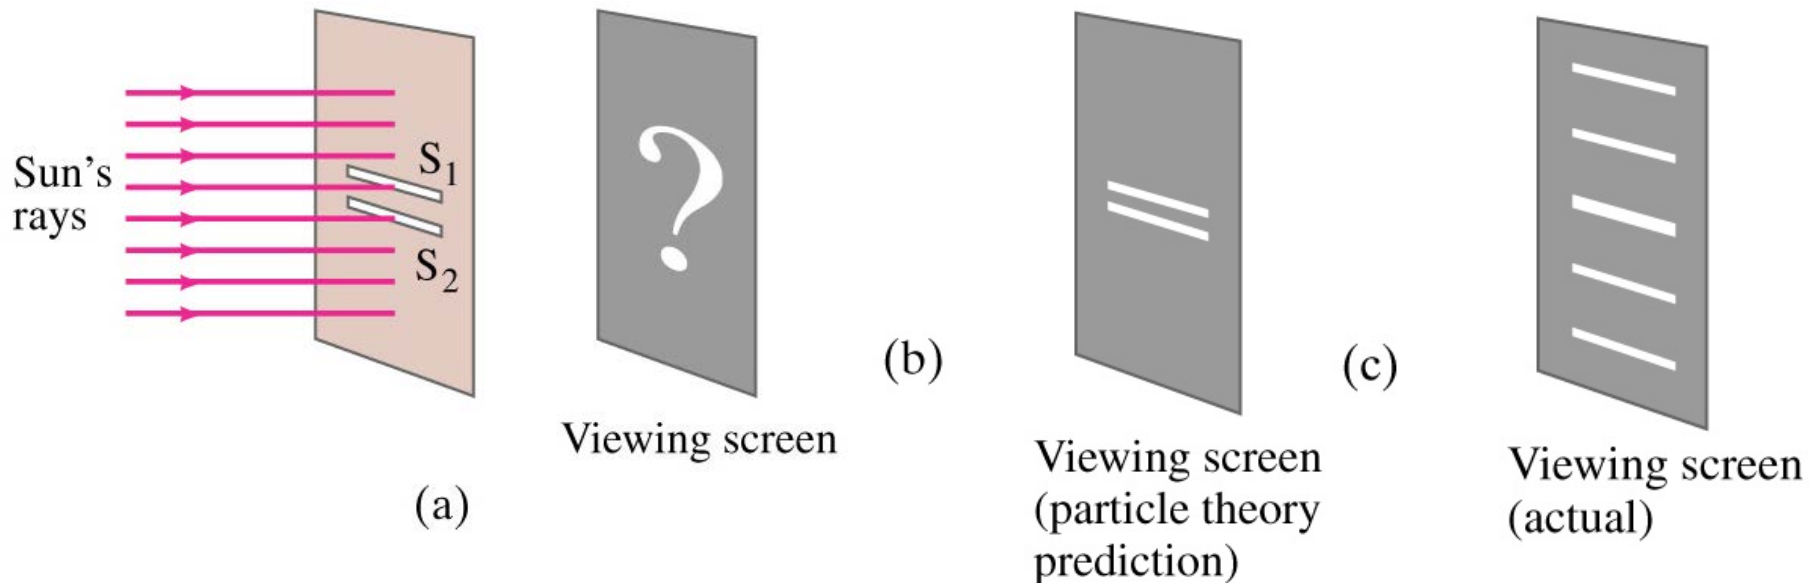 Sun's
rays
S₁
S₂
?
Viewing screen
(a)
(b)
Viewing screen
(particle theory
prediction)
(c)
Viewing screen
(actual)